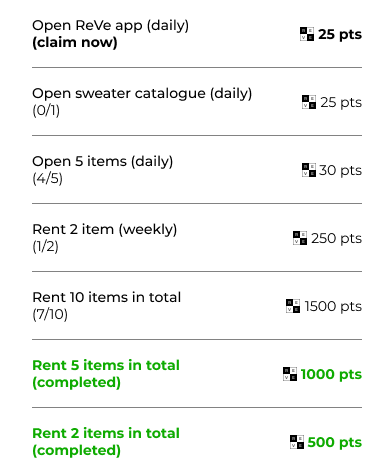 Open ReVe app (daily)
(claim now)
25 pts
Open sweater catalogue (daily)
(0/1)
25 pts
Open 5 items (daily)
(4/5)
30 pts
Rent 2 item (weekly)
(1/2)
250 pts
Rent 10 items in total
(7/10)
1500 pts
Rent 5 items in total
(completed)
1000 pts
Rent 2 items in total
(completed)
500 pts